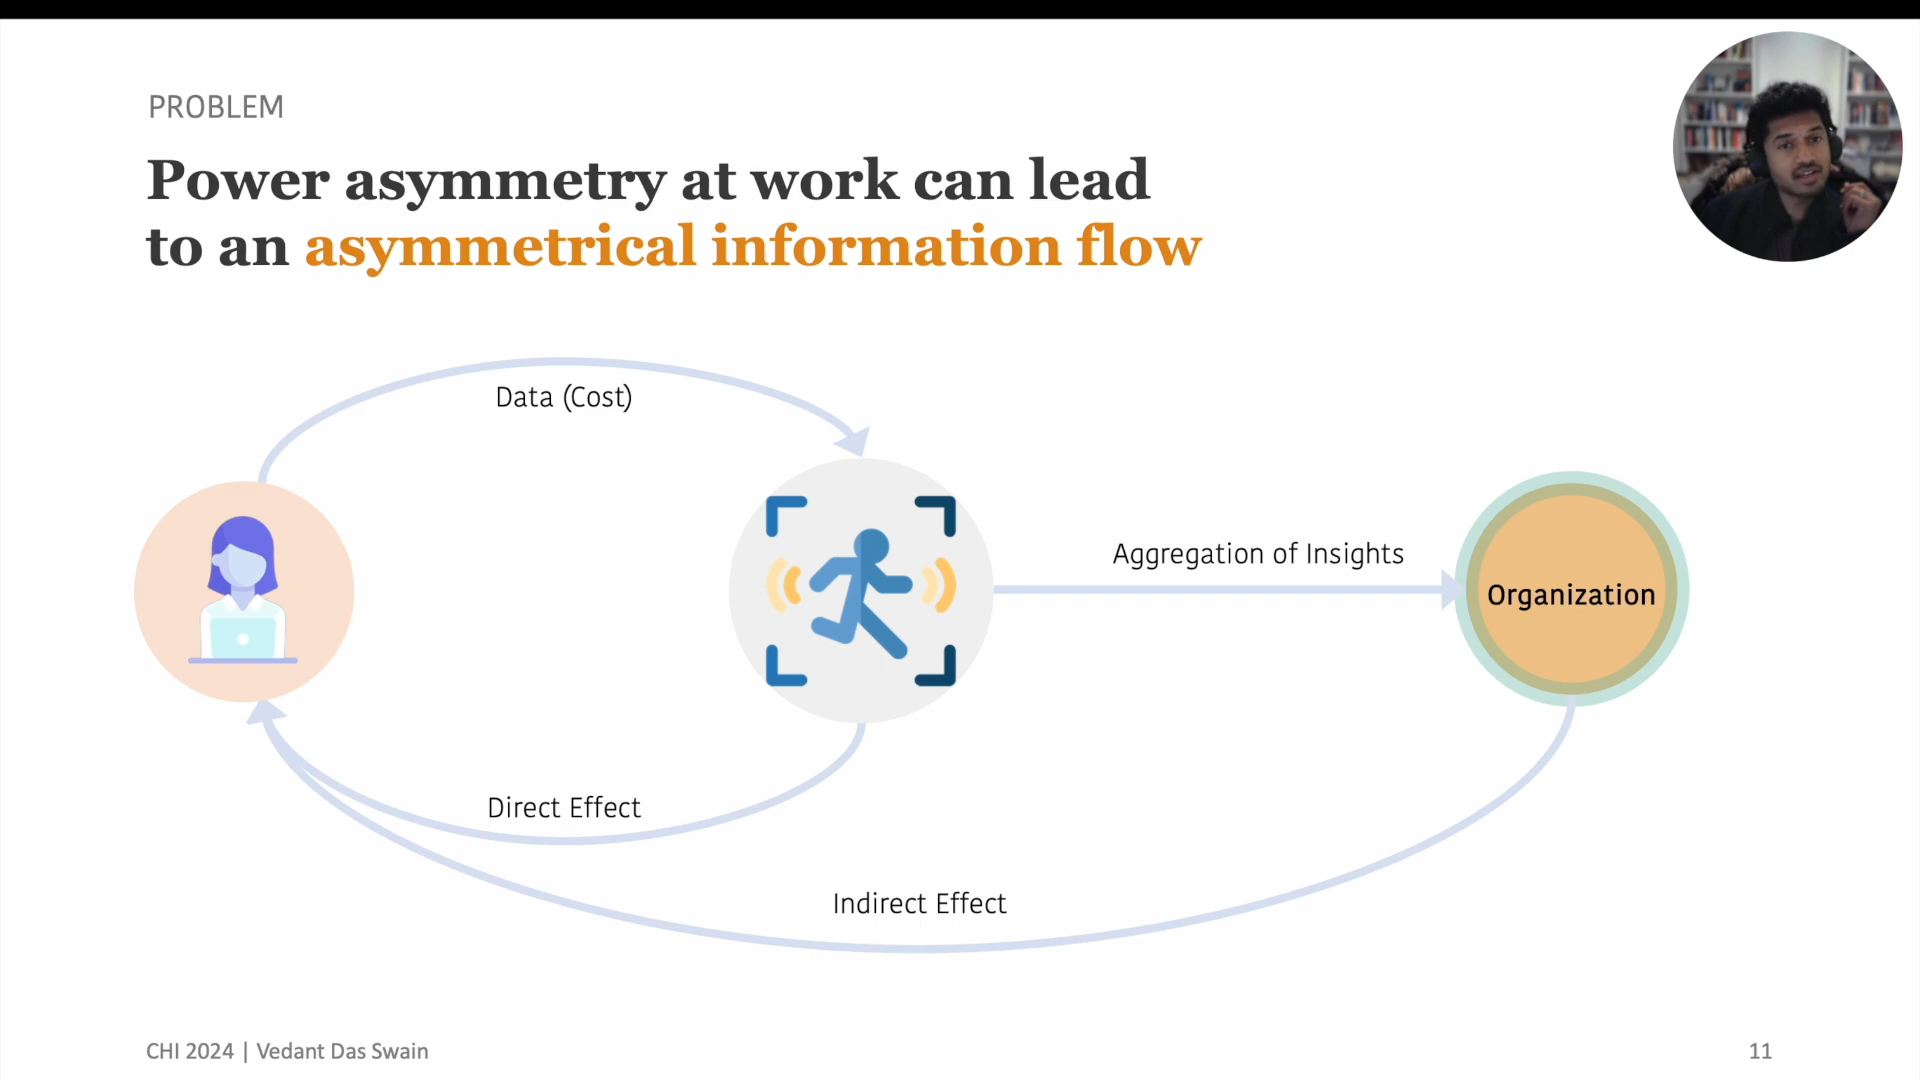 PROBLEM
Power asymmetry at work can lead
to an asymmetrical information flow
Data (Cost)
Aggregation of Insights
Organization
Direct Effect
Indirect Effect
CHI 2024 | Vedant Das Swain
11